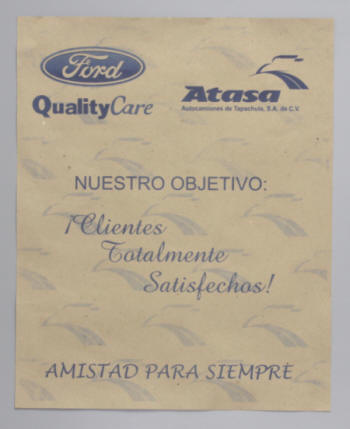 Ford
QualityCare
Atasa
Autocamiones de Tapachula, S.A. de C.V.
NUESTRO OBJETIVO:
¡Clientes
Totalmente
Satisfechos!
AMISTAD PARA SIEMPRE